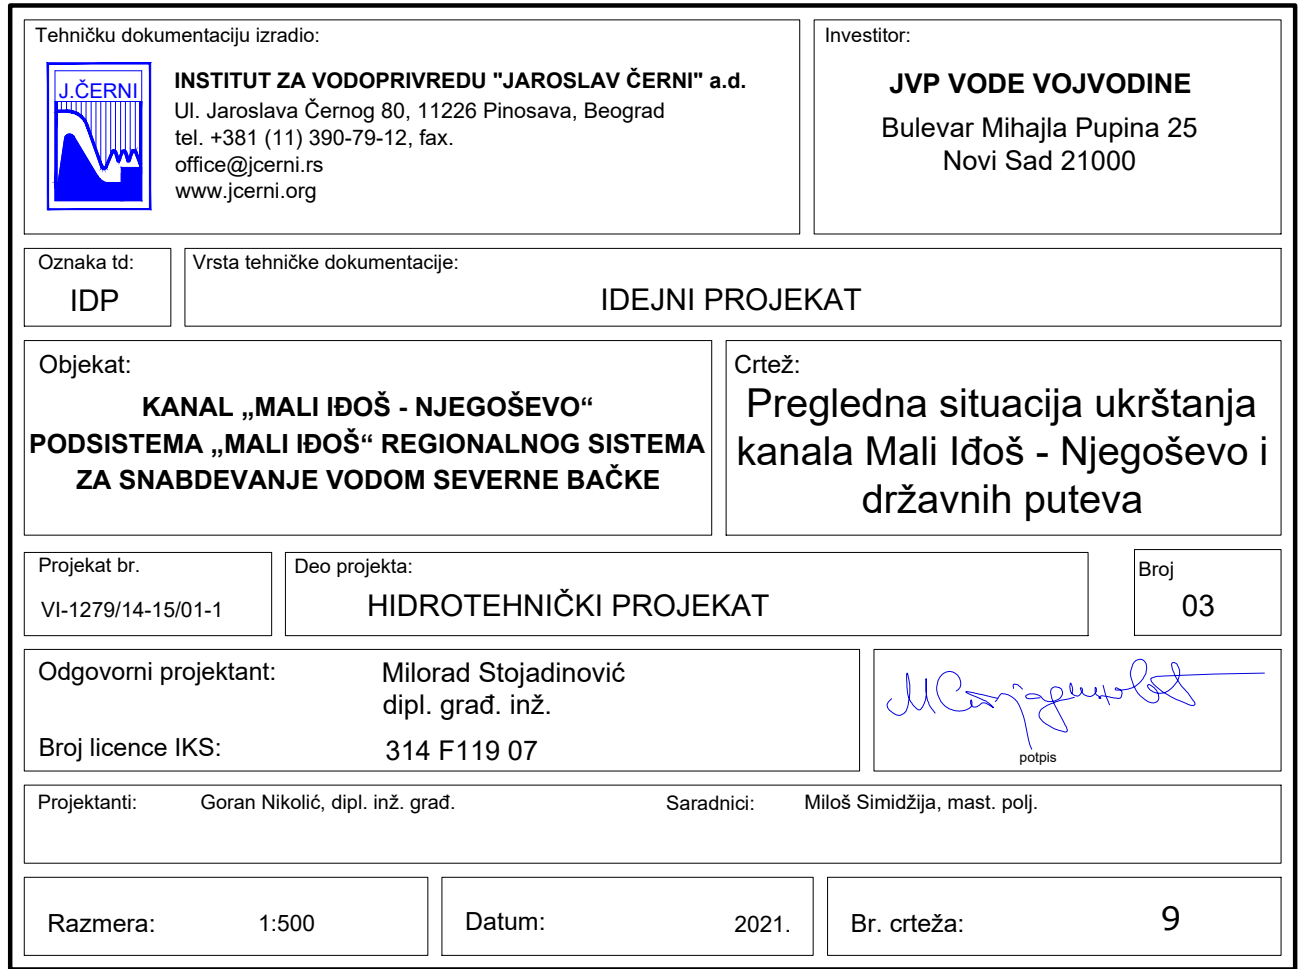 Tehničku dokumentaciju izradio:
J.ČERNI
INSTITUT ZA VODOPRIVREDU "JAROSLAV ČERNI" a.d.
Ul. Jaroslava Černog 80, 11226 Pinosava, Beograd
tel. +381 (11) 390-79-12, fax.
office@jcerni.rs
www.jcerni.org
Investitor:
JVP VODE VOJVODINE
Bulevar Mihajla Pupina 25
Novi Sad 21000
Oznaka td:
IDP
Vrsta tehničke dokumentacije:
IDEJNI PROJEKAT
Objekat:
KANAL „MALI IĐOŠ - NJEGOŠEVO“
PODSISTEMA „MALI IĐOŠ“ REGIONALNOG SISTEMA
ZA SNABDEVANJE VODOM SEVERNE BAČKE
Crtež:
Pregledna situacija ukrštanja
kanala Mali Iđoš - Njegoševo i
državnih puteva
Projekat br.
VI-1279/14-15/01-1
Deo projekta:
HIDROTEHNIČKI PROJEKAT
Broj
03
Odgovorni projektant:
Milorad Stojadinović
dipl. građ. inž.
Broj licence IKS:
314 F119 07
potpis
Projektanti:
Goran Nikolić, dipl. inž. građ.
Saradnici:
Miloš Simidžija, mast. polj.
Razmera:
1:500
Datum:
2021.
Br. crteža:
9